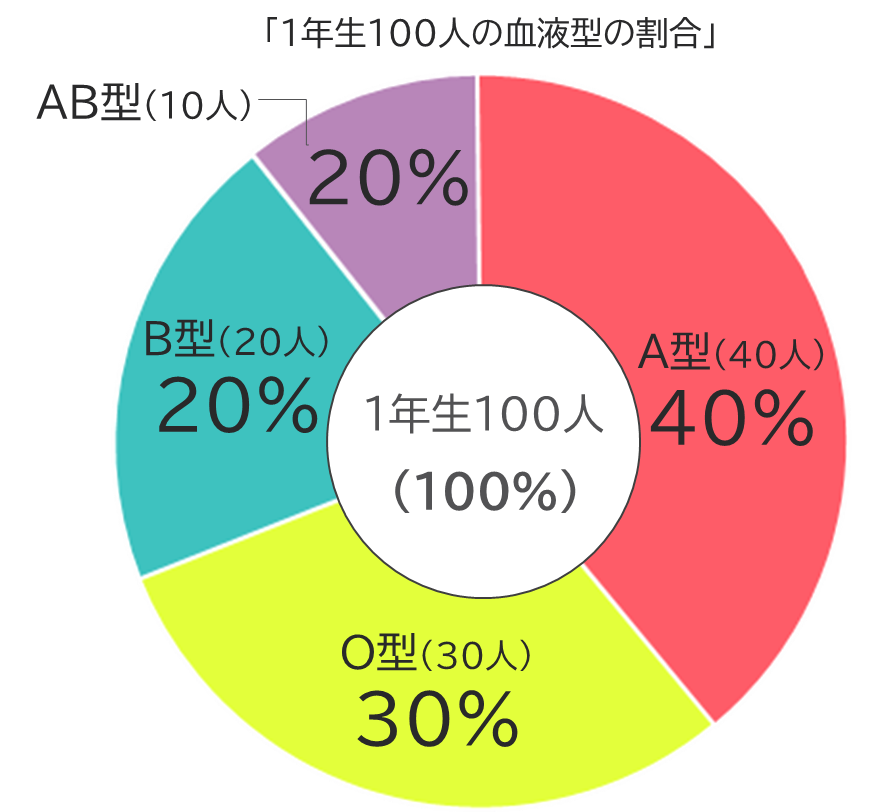 「1年生100人の血液型の割合」
AB型(10人)
20%
B型(20人)
20%
A型(40人)
40%
1年生100人
(100%)
O型(30人)
30%